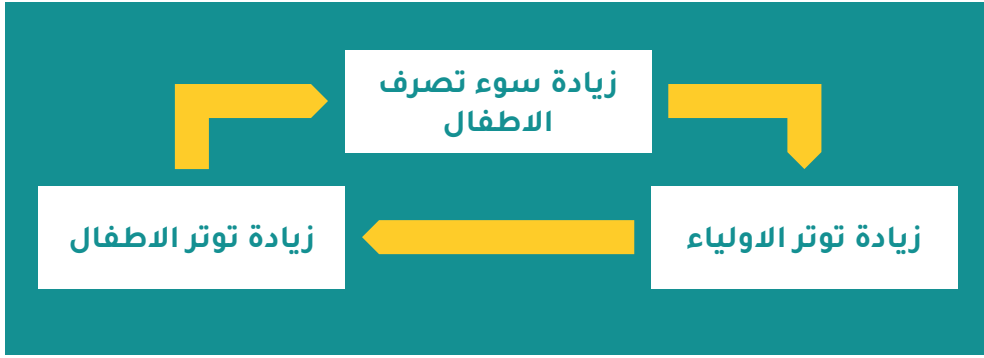 زيادة سوء تصرف
الاطفال
زيادة توتر الاولياء
زيادة توتر الاطفال